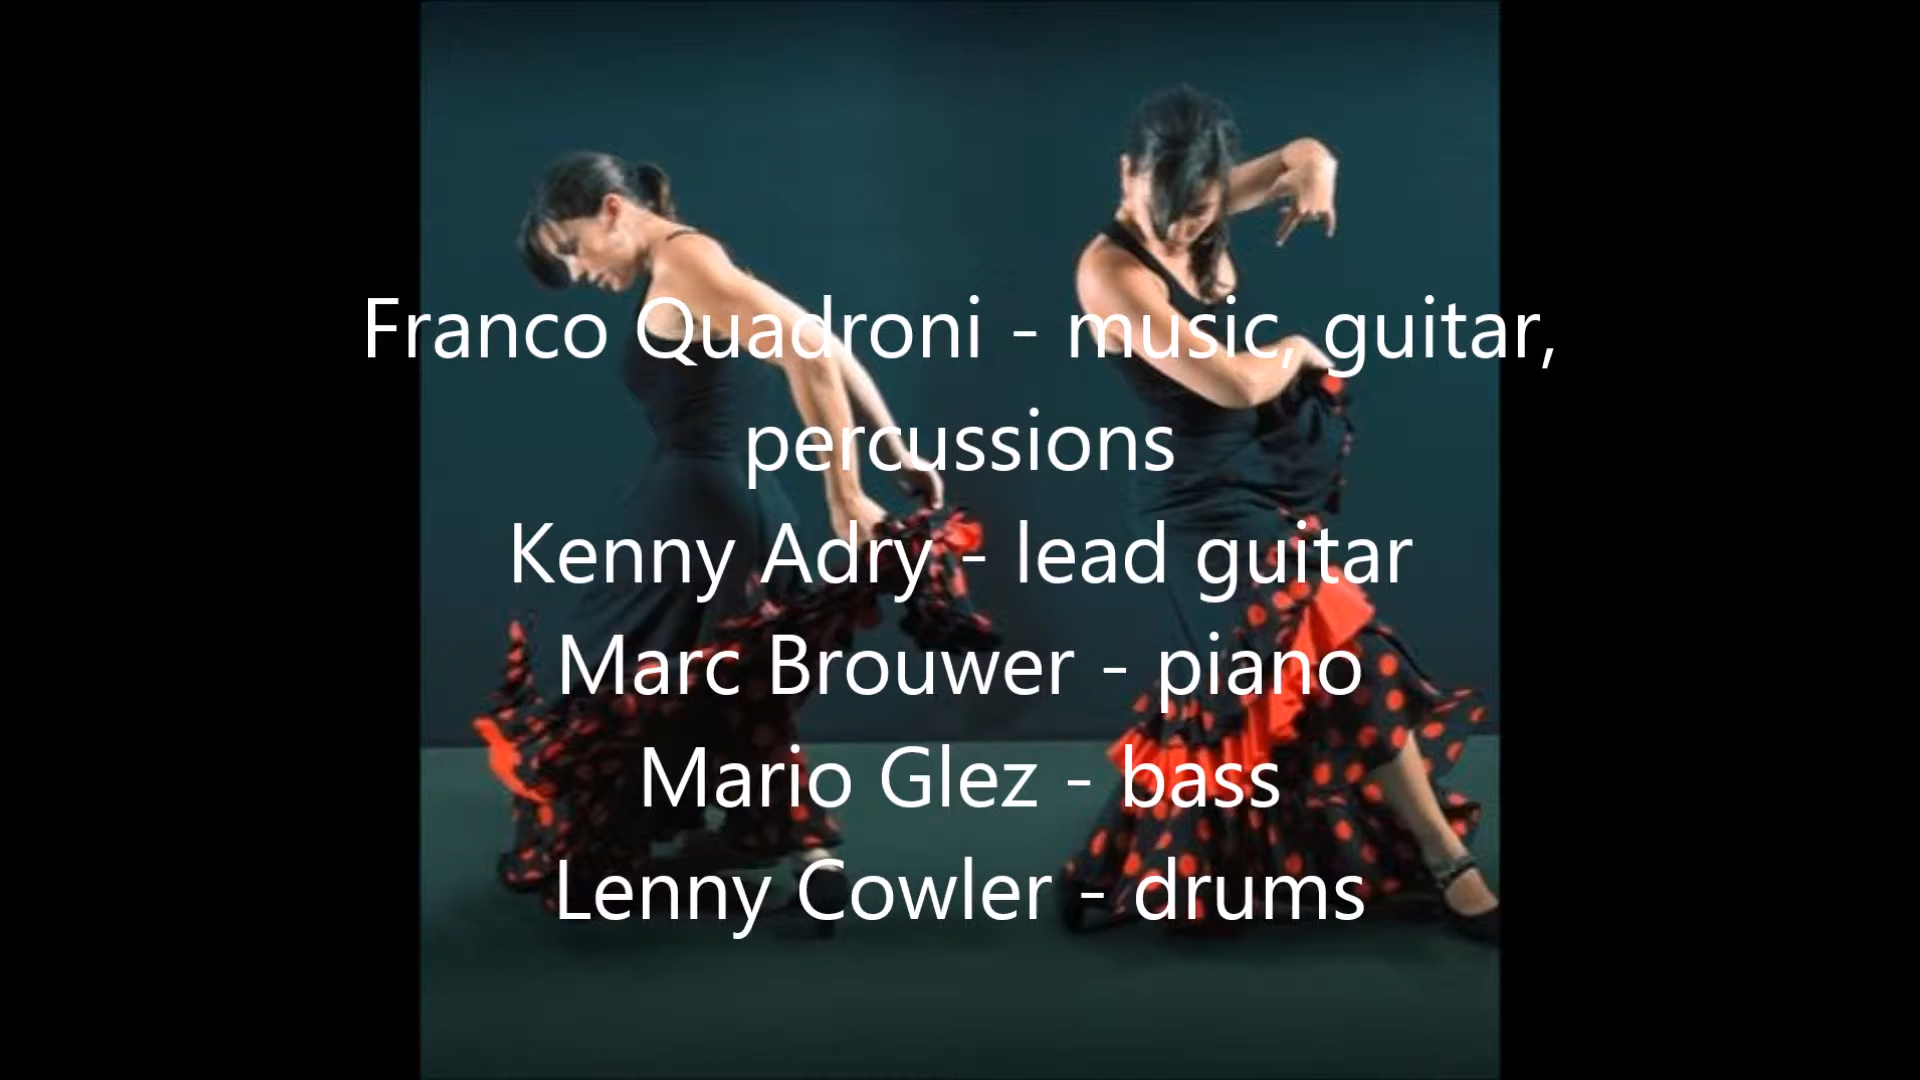 Franco Quadroni - music, guitar,
percussions
Kenny Adry - lead guitar
Marc Brouwer - piano
Mario Glez - bass
Lenny Cowler - drums